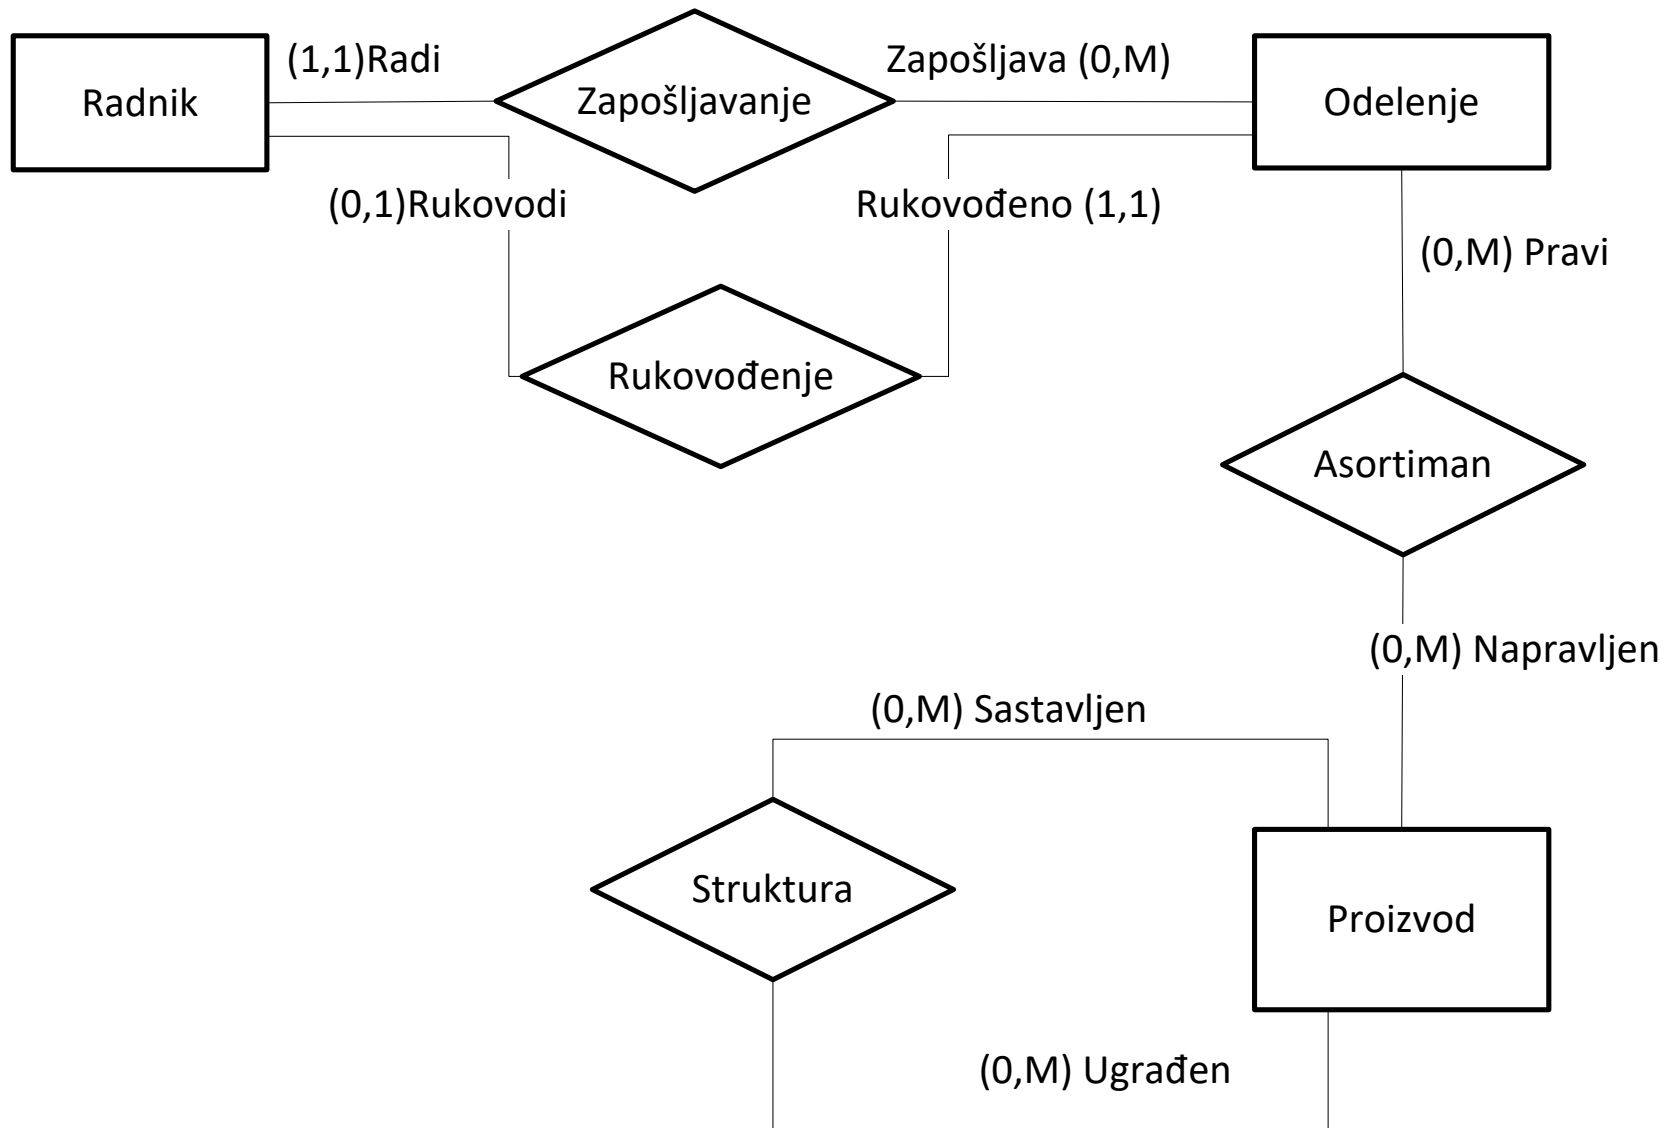 (1,1)Radi
Zapošljava (0,M)
Radnik
Zapošljavanje
Odelenje
(0,1)Rukovodi
Rukovođeno (1,1)
(0,M) Pravi
Rukovođenje
Asortiman
(0,M) Napravljen
(0,M) Sastavljen
Struktura
Proizvod
(0,M) Ugrađen